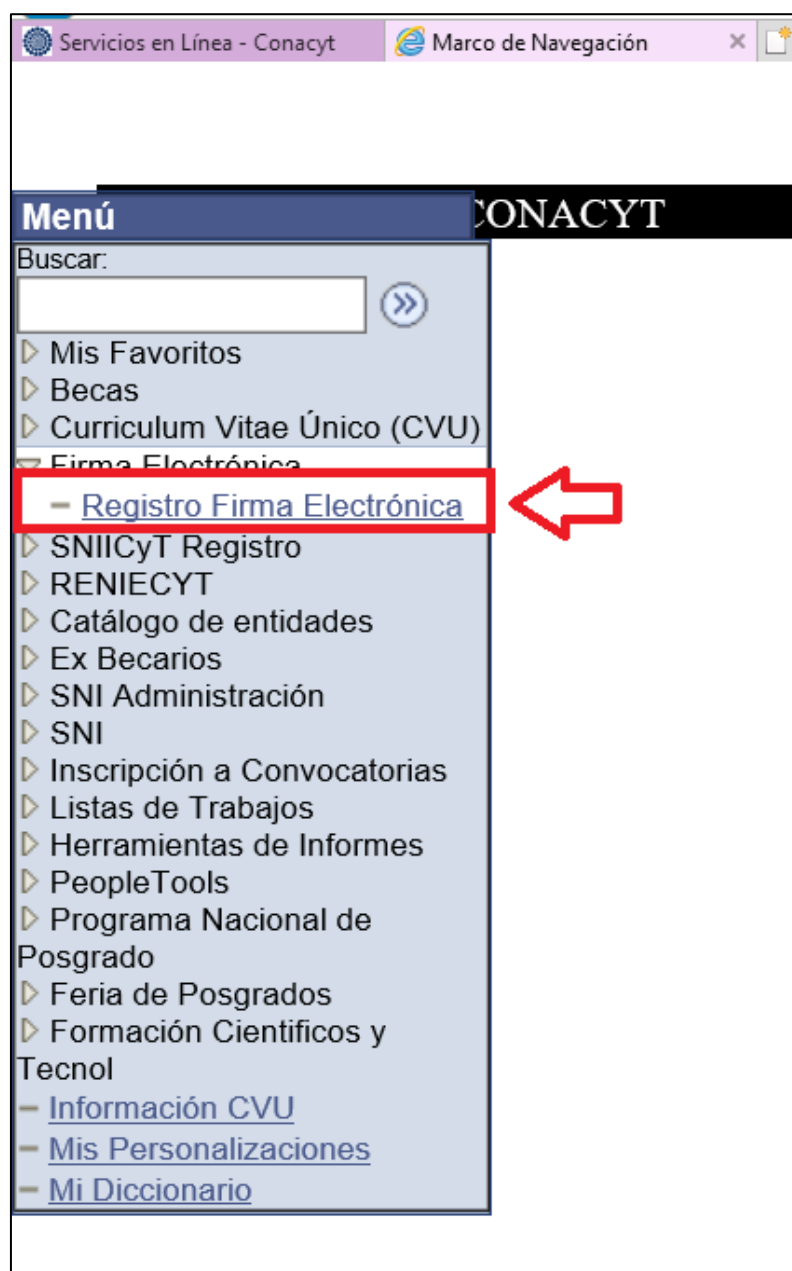 Servicios en Línea - Conacyt
Marco de Navegación
CONACYT
Menú
Buscar:
Mis Favoritos
Becas
Curriculum Vitae Único (CVU)
Firma Electrónica
Registro Firma Electrónica
SNIICyT Registro
RENIECYT
Catálogo de entidades
Ex Becarios
SNI Administración
SNI
Inscripción a Convocatorias
Listas de Trabajos
Herramientas de Informes
PeopleTools
Programa Nacional de
Posgrado
Feria de Posgrados
Formación Cientificos y
Tecnol
Información CVU
Mis Personalizaciones
Mi Diccionario